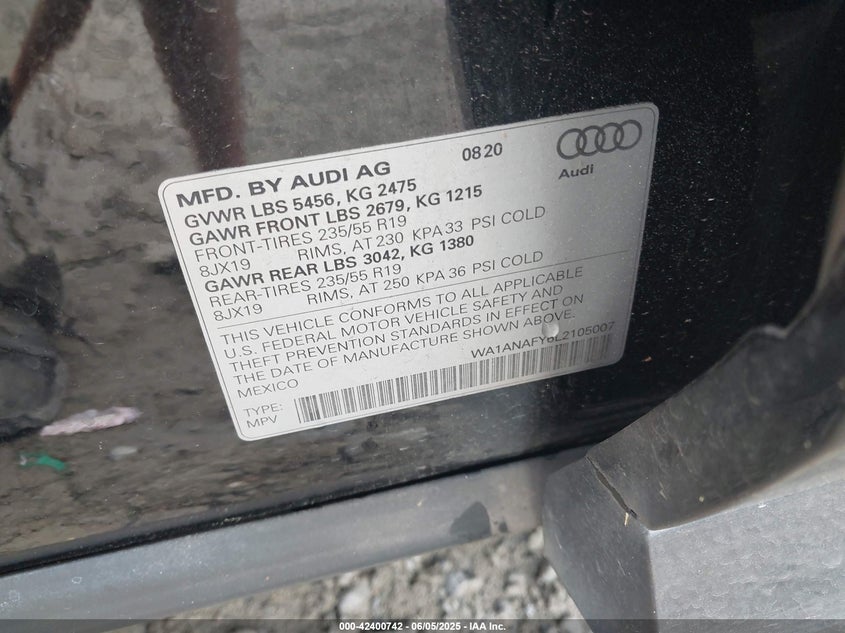 MFD. BY AUDI AG 0820
Audi
GVWR LBS 5456, KG 2475
GAWR FRONT LBS 2679, KG 1215
FRONT-TIRES 235/55 R19
8JX19 RIMS, AT 230 KPA 33 PSI COLD
GAWR REAR LBS 3042, KG 1380
REAR-TIRES 235/55 R19
8JX19 RIMS, AT 250 KPA 36 PSI COLD
THIS VEHICLE CONFORMS TO ALL APPLICABLE
U.S. FEDERAL MOTOR VEHICLE SAFETY AND
THEFT PREVENTION STANDARDS IN EFFECT ON
THE DATE OF MANUFACTURE SHOWN ABOVE.
MEXICO WA1ANAFY6L2105007
TYPE:
MPV
000-42400742 - 06/05/2025 - IAA Inc.